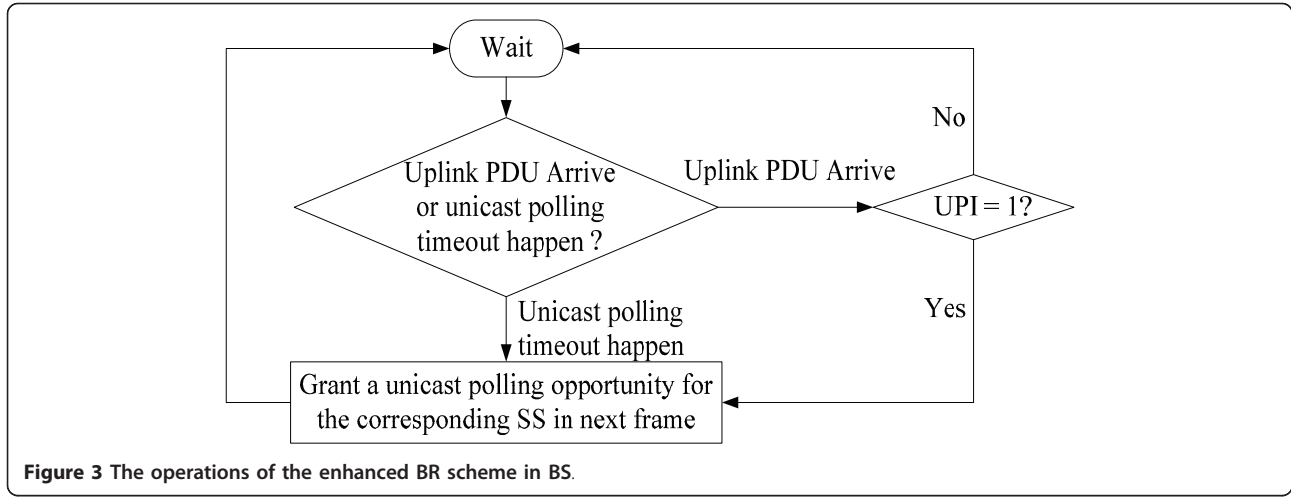 Wait
No
Uplink PDU Arrive
or unicast polling
timeout happen ?
Uplink PDU Arrive
UPI = 1?
Yes
Unicast polling
timeout happen
Grant a unicast polling opportunity for
the corresponding SS in next frame
Figure 3 The operations of the enhanced BR scheme in BS.